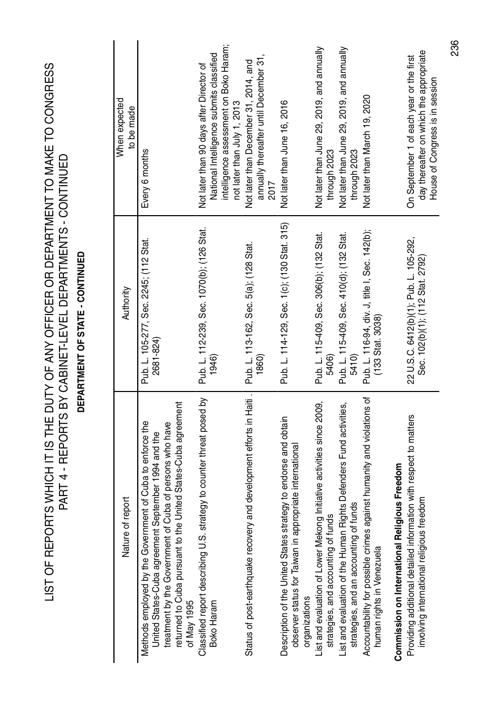 LIST OF REPORTS WHICH IT IS THE DUTY OF ANY OFFICER OR DEPARTMENT TO MAKE TO CONGRESS
PART 4 - REPORTS BY CABINET-LEVEL DEPARTMENTS - CONTINUED
DEPARTMENT OF STATE - CONTINUED
Nature of report
Authority
When expected
to be made
Methods employed by the Government of Cuba to enforce the
United States-Cuba agreement September 1994 and the
treatment by the Government of Cuba of persons who have
returned to Cuba pursuant to the United States-Cuba agreement
of May 1995
Pub. L. 105-277, Sec. 2245; (112 Stat.
2681-824)
Every 6 months
Classified report describing U.S. strategy to counter threat posed by
Boko Haram
Pub. L. 112-239, Sec. 1070(b); (126 Stat.
1946)
Not later than 90 days after Director of
National Intelligence submits classified
intelligence assessment on Boko Haram;
not later than July 1, 2013
Status of post-earthquake recovery and development efforts in Haiti .
Pub. L. 113-162, Sec. 5(a); (128 Stat.
1860)
Not later than December 31, 2014, and
annually thereafter until December 31,
2017
Description of the United States strategy to endorse and obtain
observer status for Taiwan in appropriate international
organizations
Pub. L. 114-129, Sec. 1(c); (130 Stat. 315)
Not later than June 16, 2016
List and evaluation of Lower Mekong Initiative activities since 2009,
strategies, and accounting of funds
Pub. L. 115-409, Sec. 306(b); (132 Stat.
5406)
Not later than June 29, 2019, and annually
through 2023
List and evaluation of the Human Rights Defenders Fund activities,
strategies, and an accounting of funds
Pub. L. 115-409, Sec. 410(d); (132 Stat.
5410)
Not later than June 29, 2019, and annually
through 2023
Accountability for possible crimes against humanity and violations of
human rights in Venezuela
Pub. L. 116-94, div. J, title I, Sec. 142(b);
(133 Stat. 3038)
Not later than March 19, 2020
Commission on International Religious Freedom
Providing additional detailed information with respect to matters
involving international religious freedom
22 U.S.C. 6412(b)(1); Pub. L. 105-292,
Sec. 102(b)(1); (112 Stat. 2792)
On September 1 of each year or the first
day thereafter on which the appropriate
House of Congress is in session
236